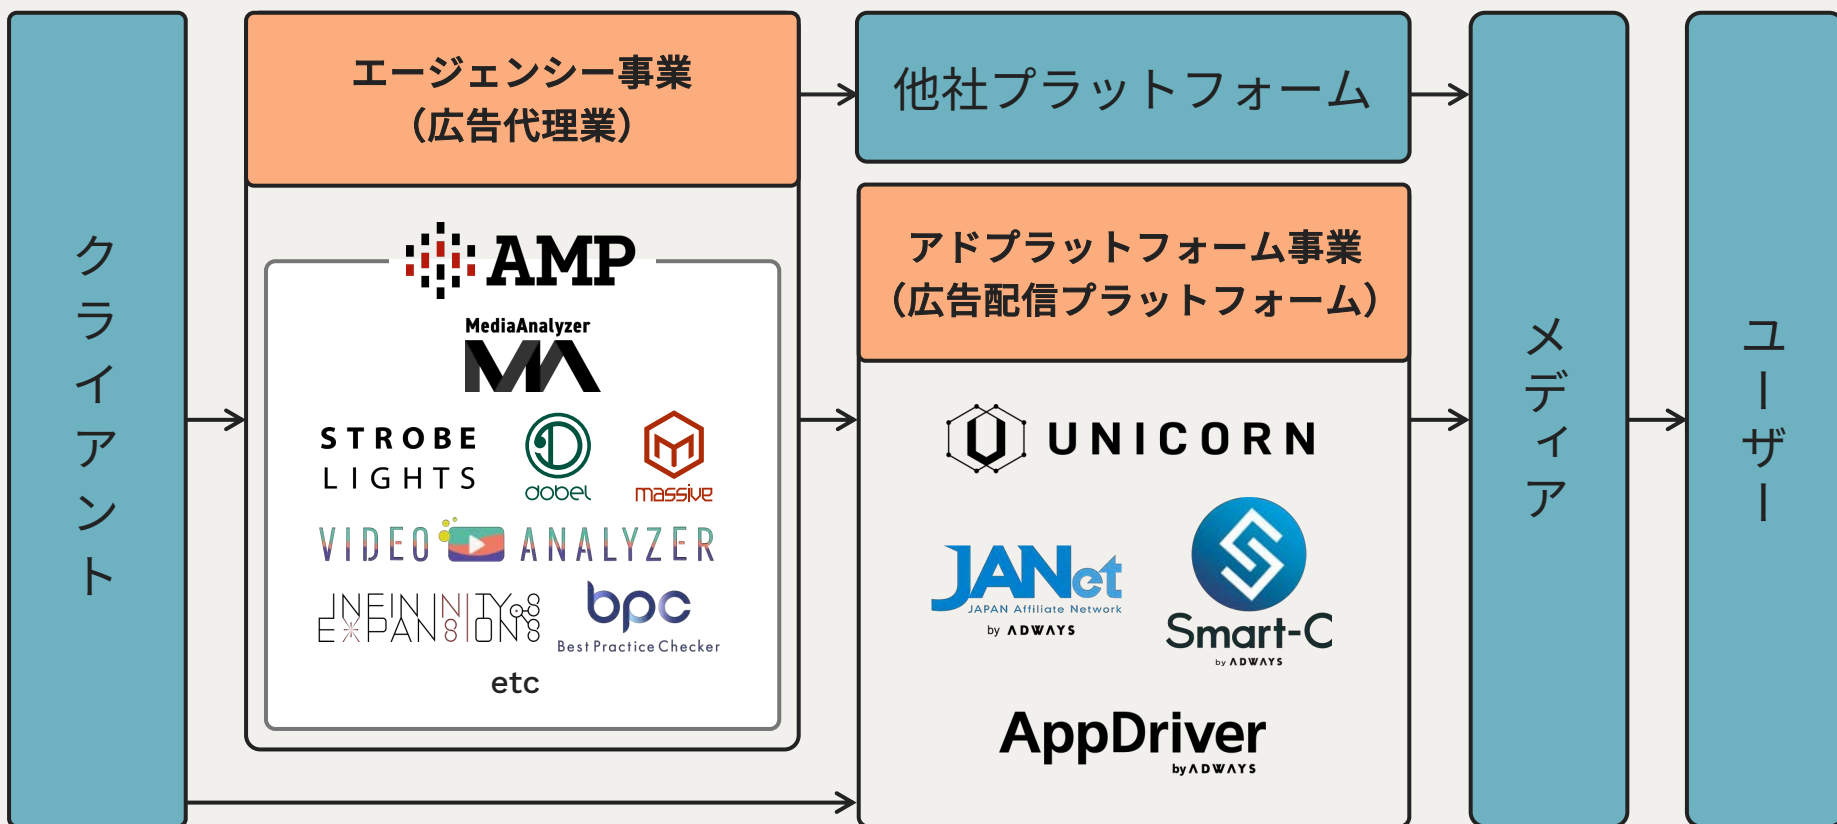 クライアント
エージェンシー事業
（広告代理業）
AMP
MediaAnalyzer
MA
STROBE
LIGHTS
dobel
massive
VIDEO ANALYZER
INFINITY
EXPANSION
bpc
Best Practice Checker
etc
他社プラットフォーム
アドプラットフォーム事業
（広告配信プラットフォーム）
UNICORN
JANet
JAPAN Affiliate Network
by ADWAYS
Smart-C
by ADWAYS
AppDriver
by ADWAYS
メディア
ユーザー